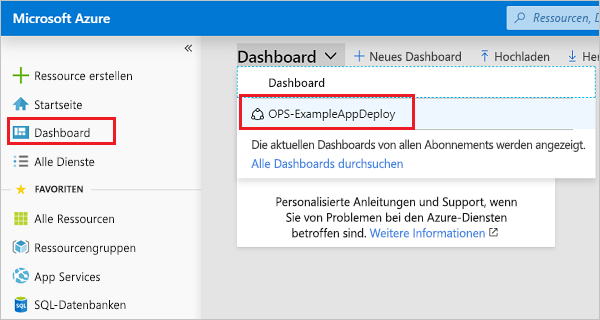 Microsoft Azure
Ressourcen, D
Ressource erstellen
Startseite
Dashboard
Alle Dienste
FAVORITEN
Alle Ressourcen
Ressourcengruppen
App Services
SQL-Datenbanken
Dashboard
Neues Dashboard
Hochladen
Dashboard
OPS-ExampleAppDeploy
Die aktuellen Dashboards von allen Abonnements werden angezeigt.
Alle Dashboards durchsuchen
Personalisierte Anleitungen und Support, wenn
Sie von Problemen bei den Azure-Diensten
betroffen sind. Weitere Informationen